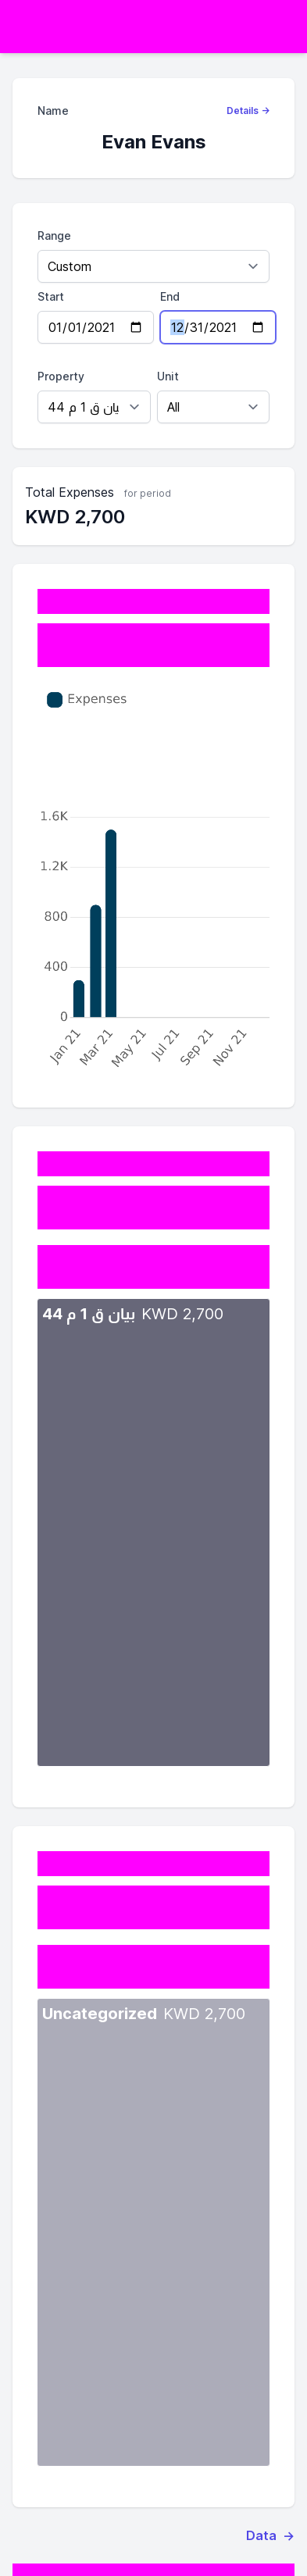 Name
Details →
Evan Evans
Range
Custom
Start
End
01/01/2021
12/31/2021
Property
Unit
بيان ق 1 م 44
All
Total Expenses for period
KWD 2,700
Expenses
1.6K
1.2K
800
400
0
Jan 21
Mar 21
May 21
Jul 21
Sep 21
Nov 21
بيان ق 1 م 44 KWD 2,700
Uncategorized KWD 2,700
Data →